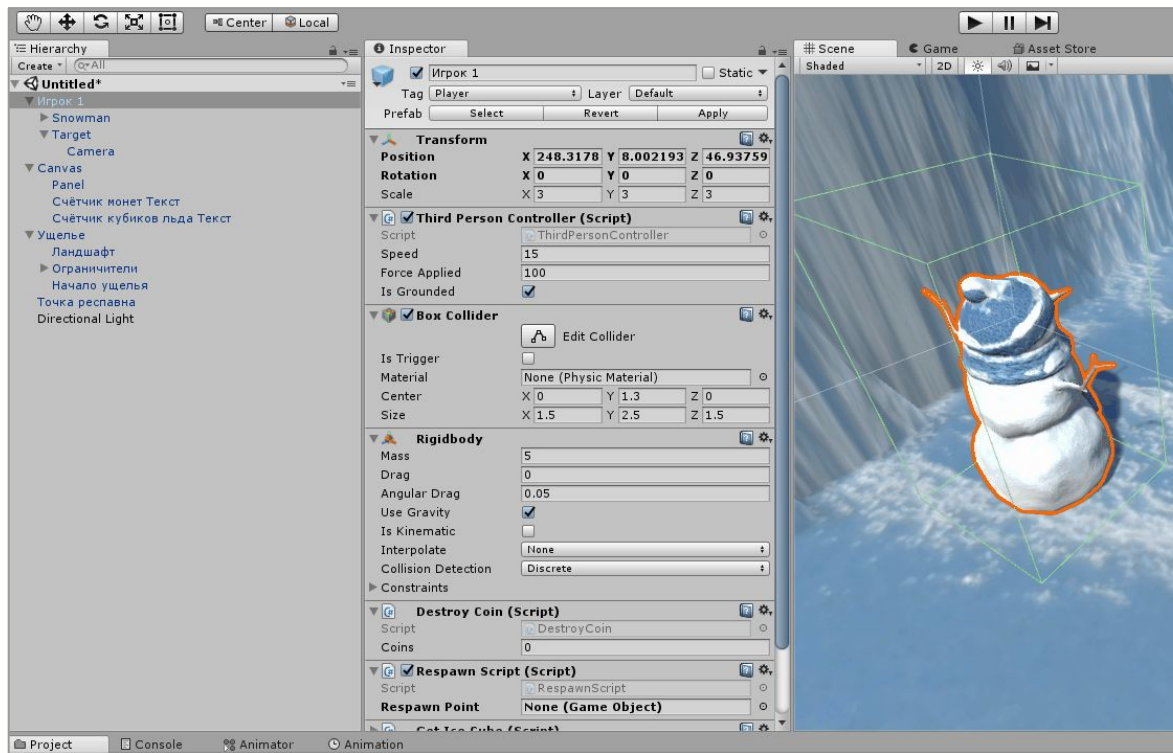 Center Local
Hierarchy
Create All
Untitled*
Игрок 1
Snowman
Target
Camera
Canvas
Panel
Счётчик монет Текст
Счётчик кубиков льда Текст
Ущелье
Ландшафт
Ограничители
Начало ущелья
Точка респавна
Directional Light
Inspector
Игрок 1 Static
Tag Player Layer Default
Prefab Select Revert Apply
Transform
Position X 248.3178 Y 8.002193 Z 46.93759
Rotation X 0 Y 0 Z 0
Scale X 3 Y 3 Z 3
Third Person Controller (Script)
Script ThirdPersonController
Speed 15
Force Applied 100
Is Grounded
Box Collider
Edit Collider
Is Trigger
Material None (Physic Material)
Center X 0 Y 1.3 Z 0
Size X 1.5 Y 2.5 Z 1.5
Rigidbody
Mass 5
Drag 0
Angular Drag 0.05
Use Gravity
Is Kinematic
Interpolate None
Collision Detection Discrete
Constraints
Destroy Coin (Script)
Script DestroyCoin
Coins 0
Respawn Script (Script)
Script RespawnScript
Respawn Point None (Game Object)
Get Ice Cube (Script)
Scene Game Asset Store
Shaded 2D
Project Console Animator Animation